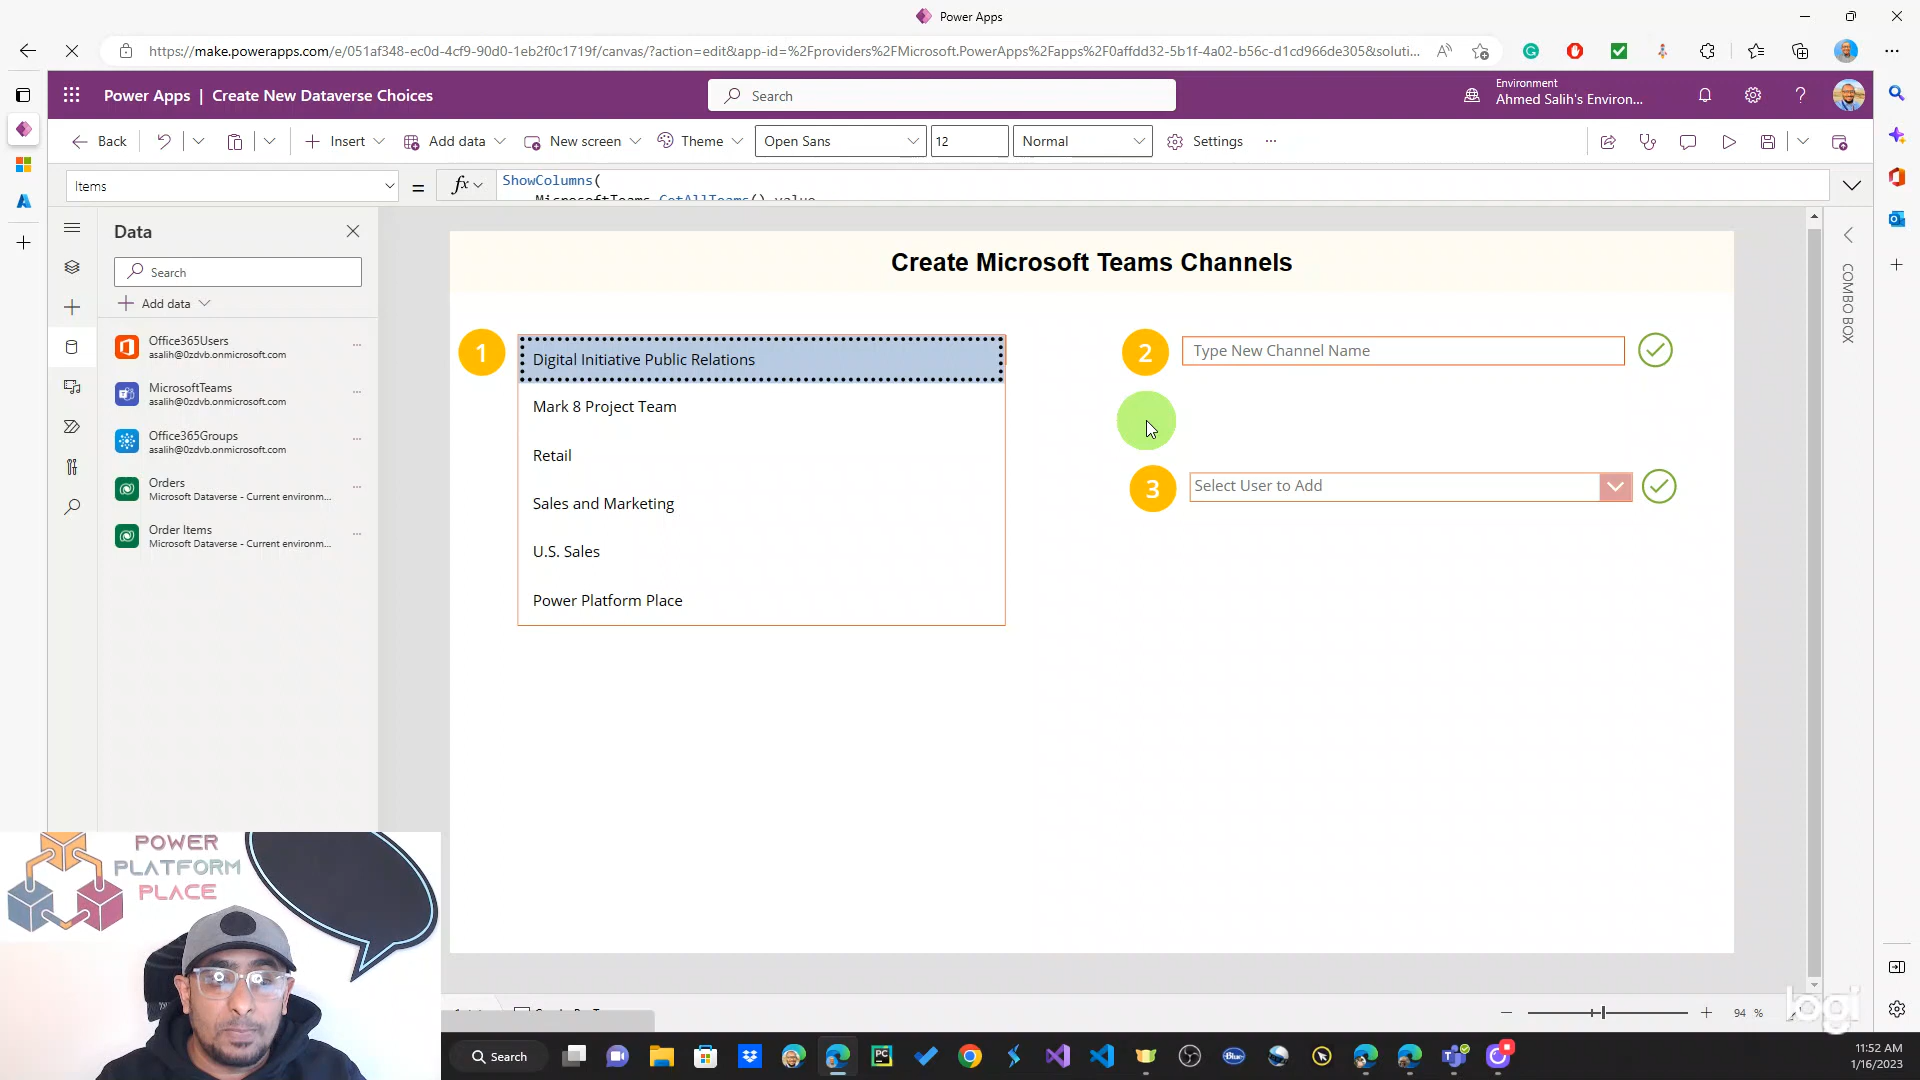 Power Apps
https://make.powerapps.com/e/051af348-ec0d-4cf9-90d0-1eb2f0c1719f/canvas/?action=edit&app-id=%2Fproviders%2FMicrosoft.PowerApps%2Fapps%2F0affdd32-5b1f-4a02-b56c-d1cd966de305&soluti...
Power Apps | Create New Dataverse Choices
Search
Environment
Ahmed Salih's Environ...
Back
Insert
Add data
New screen
Theme
Open Sans
12
Normal
Settings
Items
=
fx
ShowColumns(
MicrosoftTeams.GetAllTeams().value
Data
Search
Add data
Office365Users
asalih@0zdvb.onmicrosoft.com
MicrosoftTeams
asalih@0zdvb.onmicrosoft.com
Office365Groups
asalih@0zdvb.onmicrosoft.com
Orders
Microsoft Dataverse - Current environm...
Order Items
Microsoft Dataverse - Current environm...
Create Microsoft Teams Channels
1
Digital Initiative Public Relations
Mark 8 Project Team
Retail
Sales and Marketing
U.S. Sales
Power Platform Place
2
Type New Channel Name
3
Select User to Add
COMBO BOX
POWER
PLATFORM
PLACE
94 %
logi
Search
11:52 AM
1/16/2023